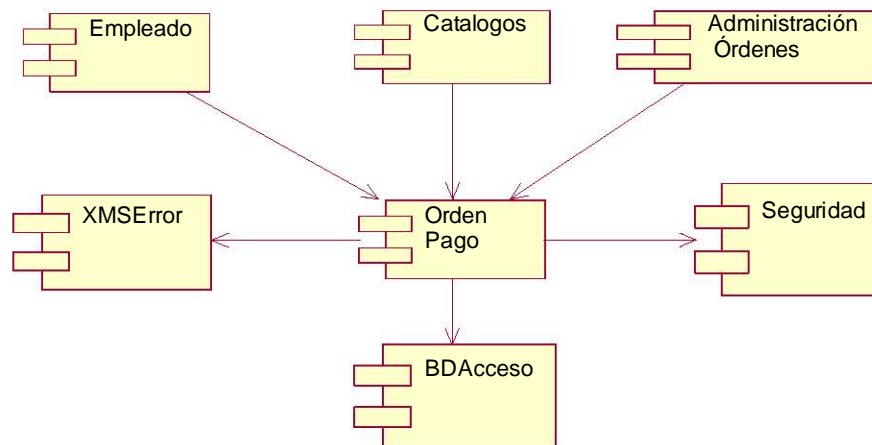 Empleado
Catalogos
Administración
Órdenes
XMSError
Orden
Pago
Seguridad
BDAcceso